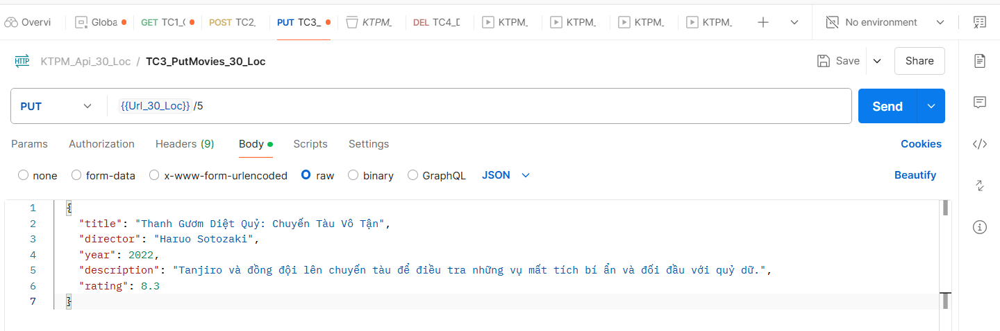 Overvi Globa GET TC1_( POST TC2_ PUT TC3_ KTPM_ DEL TC4_D KTPM_ KTPM_ KTPM_ KTPM_ No environment
HTTP KTPM_Api_30_Loc / TC3_PutMovies_30_Loc Save Share
PUT {{Url_30_Loc}} /5 Send
Params Authorization Headers (9) Body Scripts Settings Cookies
none form-data x-www-form-urlencoded raw binary GraphQL JSON Beautify
1 {
2 "title": "Thanh Gươm Diệt Quỷ: Chuyến Tàu Vô Tận",
3 "director": "Haruo Sotozaki",
4 "year": 2022,
5 "description": "Tanjiro và đồng đội lên chuyến tàu để điều tra những vụ mất tích bí ẩn và đối đầu với quỷ dữ.",
6 "rating": 8.3
7 }